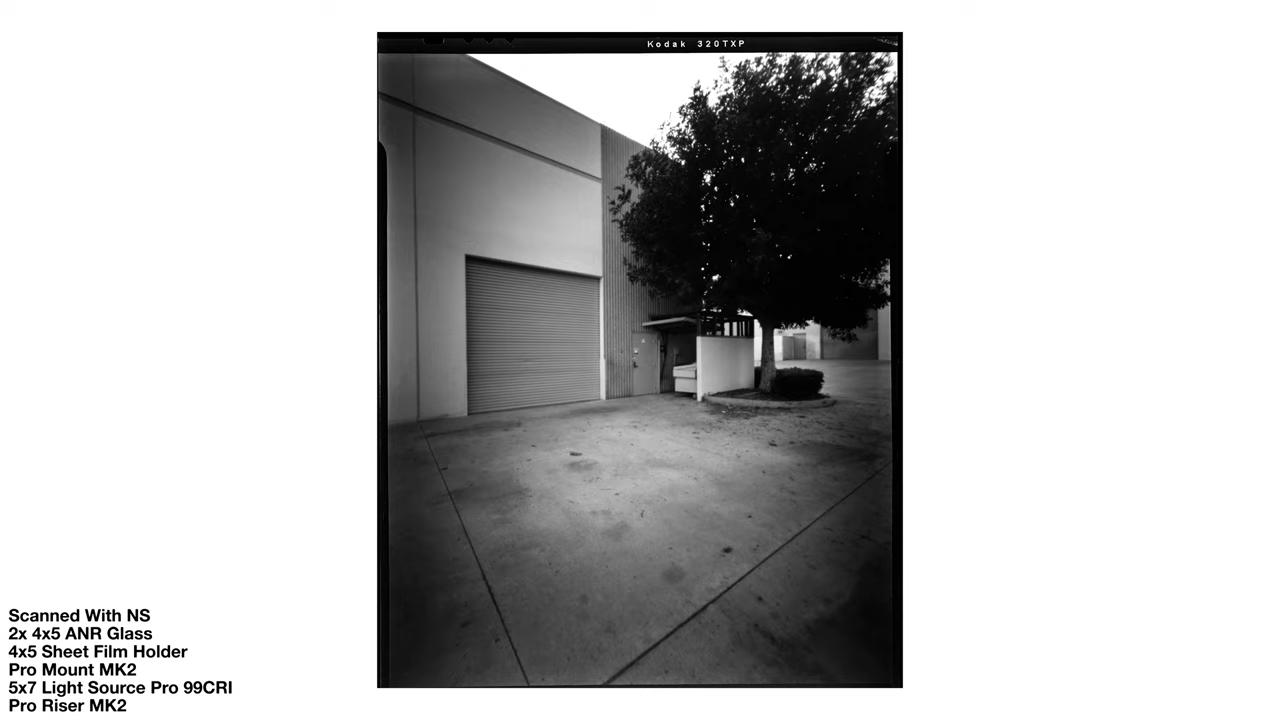 Kodak 320TXP
Scanned With NS
2x 4x5 ANR Glass
4x5 Sheet Film Holder
Pro Mount MK2
5x7 Light Source Pro 99CRI
Pro Riser MK2